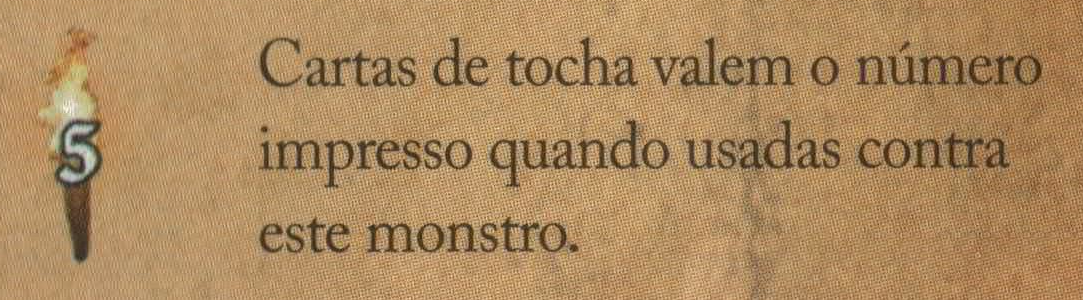 5
Cartas de tocha valem o número
impresso quando usadas contra
este monstro.